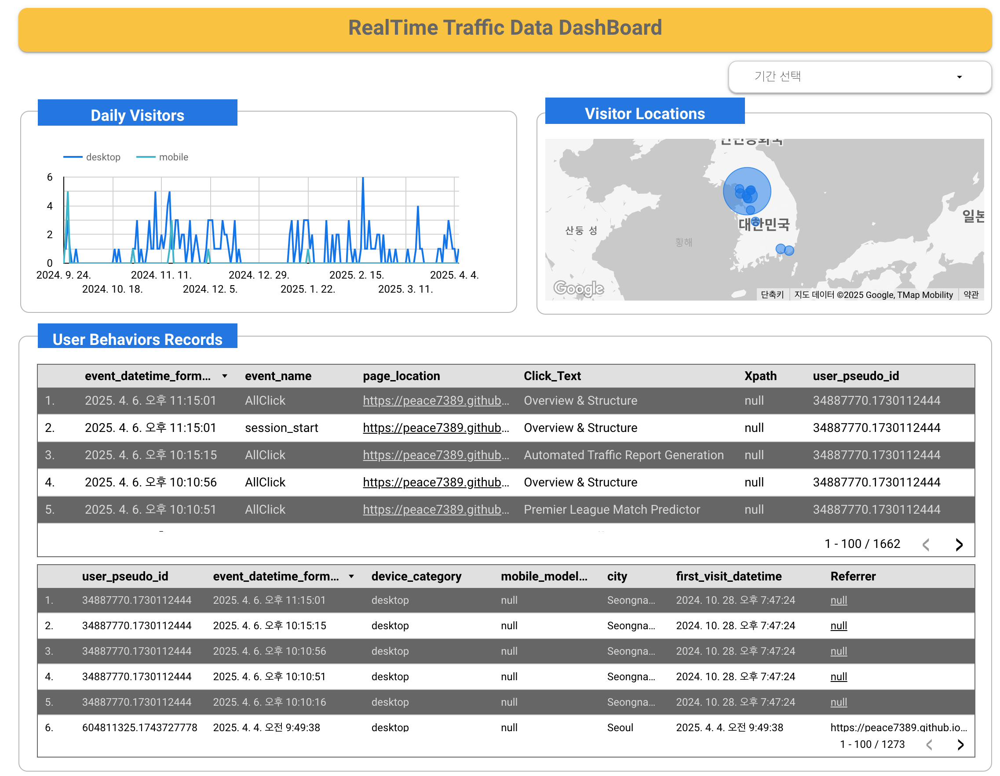 RealTime Traffic Data DashBoard
기간 선택
Daily Visitors
desktop mobile
6
4
2
0
2024. 9. 24. 2024. 11. 11. 2024. 12. 29. 2025. 2. 15. 2025. 4. 4.
2024. 10. 18. 2024. 12. 5. 2025. 1. 22. 2025. 3. 11.
Visitor Locations
대한민국
일본
산둥 성
황해
Google
단축키 지도 데이터 ©2025 Google, TMap Mobility 약관
User Behaviors Records
event_datetime_form... event_name page_location Click_Text Xpath user_pseudo_id
1. 2025. 4. 6. 오후 11:15:01 AllClick https://peace7389.github... Overview & Structure null 34887770.1730112444
2. 2025. 4. 6. 오후 11:15:01 session_start https://peace7389.github... Overview & Structure null 34887770.1730112444
3. 2025. 4. 6. 오후 10:15:15 AllClick https://peace7389.github... Automated Traffic Report Generation null 34887770.1730112444
4. 2025. 4. 6. 오후 10:10:56 AllClick https://peace7389.github... Overview & Structure null 34887770.1730112444
5. 2025. 4. 6. 오후 10:10:51 AllClick https://peace7389.github... Premier League Match Predictor null 34887770.1730112444
1 - 100 / 1662
user_pseudo_id event_datetime_form... device_category mobile_model... city first_visit_datetime Referrer
1. 34887770.1730112444 2025. 4. 6. 오후 11:15:01 desktop null Seongna... 2024. 10. 28. 오후 7:47:24 null
2. 34887770.1730112444 2025. 4. 6. 오후 10:15:15 desktop null Seongna... 2024. 10. 28. 오후 7:47:24 null
3. 34887770.1730112444 2025. 4. 6. 오후 10:10:56 desktop null Seongna... 2024. 10. 28. 오후 7:47:24 null
4. 34887770.1730112444 2025. 4. 6. 오후 10:10:51 desktop null Seongna... 2024. 10. 28. 오후 7:47:24 null
5. 34887770.1730112444 2025. 4. 6. 오후 10:10:16 desktop null Seongna... 2024. 10. 28. 오후 7:47:24 null
6. 604811325.1743727778 2025. 4. 4. 오전 9:49:38 desktop null Seoul 2025. 4. 4. 오전 9:49:38 https://peace7389.github.io...
1 - 100 / 1273